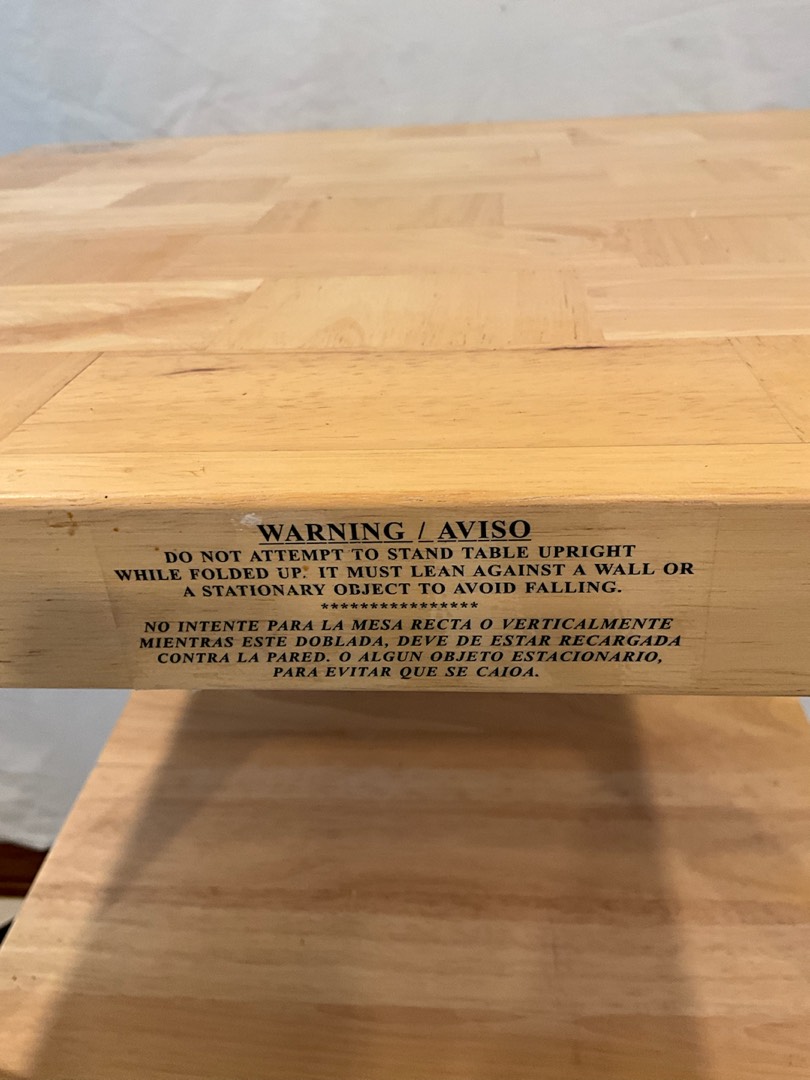 WARNING / AVISO
DO NOT ATTEMPT TO STAND TABLE UPRIGHT
WHILE FOLDED UP. IT MUST LEAN AGAINST A WALL OR
A STATIONARY OBJECT TO AVOID FALLING.
****************
NO INTENTE PARA LA MESA RECTA O VERTICALMENTE
MIENTRAS ESTE DOBLADA, DEVE DE ESTAR RECARGADA
CONTRA LA PARED. O ALGUN OBJETO ESTACIONARIO,
PARA EVITAR QUE SE CAIOA.